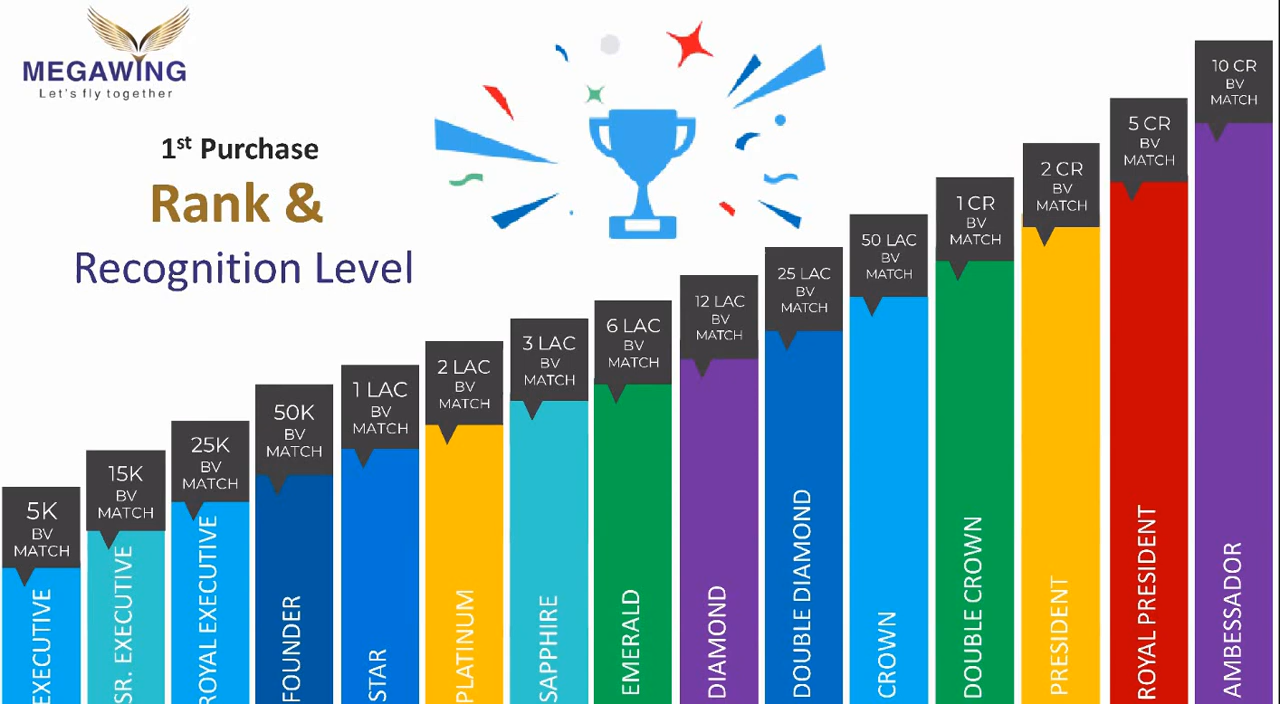 MEGAWING
Let's fly together
1st Purchase
Rank &
Recognition Level
5K
BV
MATCH
EXECUTIVE
15K
BV
MATCH
SR. EXECUTIVE
25K
BV
MATCH
ROYAL EXECUTIVE
50K
BV
MATCH
FOUNDER
1 LAC
BV
MATCH
STAR
2 LAC
BV
MATCH
PLATINUM
3 LAC
BV
MATCH
SAPPHIRE
6 LAC
BV
MATCH
EMERALD
12 LAC
BV
MATCH
DIAMOND
25 LAC
BV
MATCH
DOUBLE DIAMOND
50 LAC
BV
MATCH
CROWN
1 CR
BV
MATCH
DOUBLE CROWN
2 CR
BV
MATCH
PRESIDENT
5 CR
BV
MATCH
ROYAL PRESIDENT
10 CR
BV
MATCH
AMBESSADOR